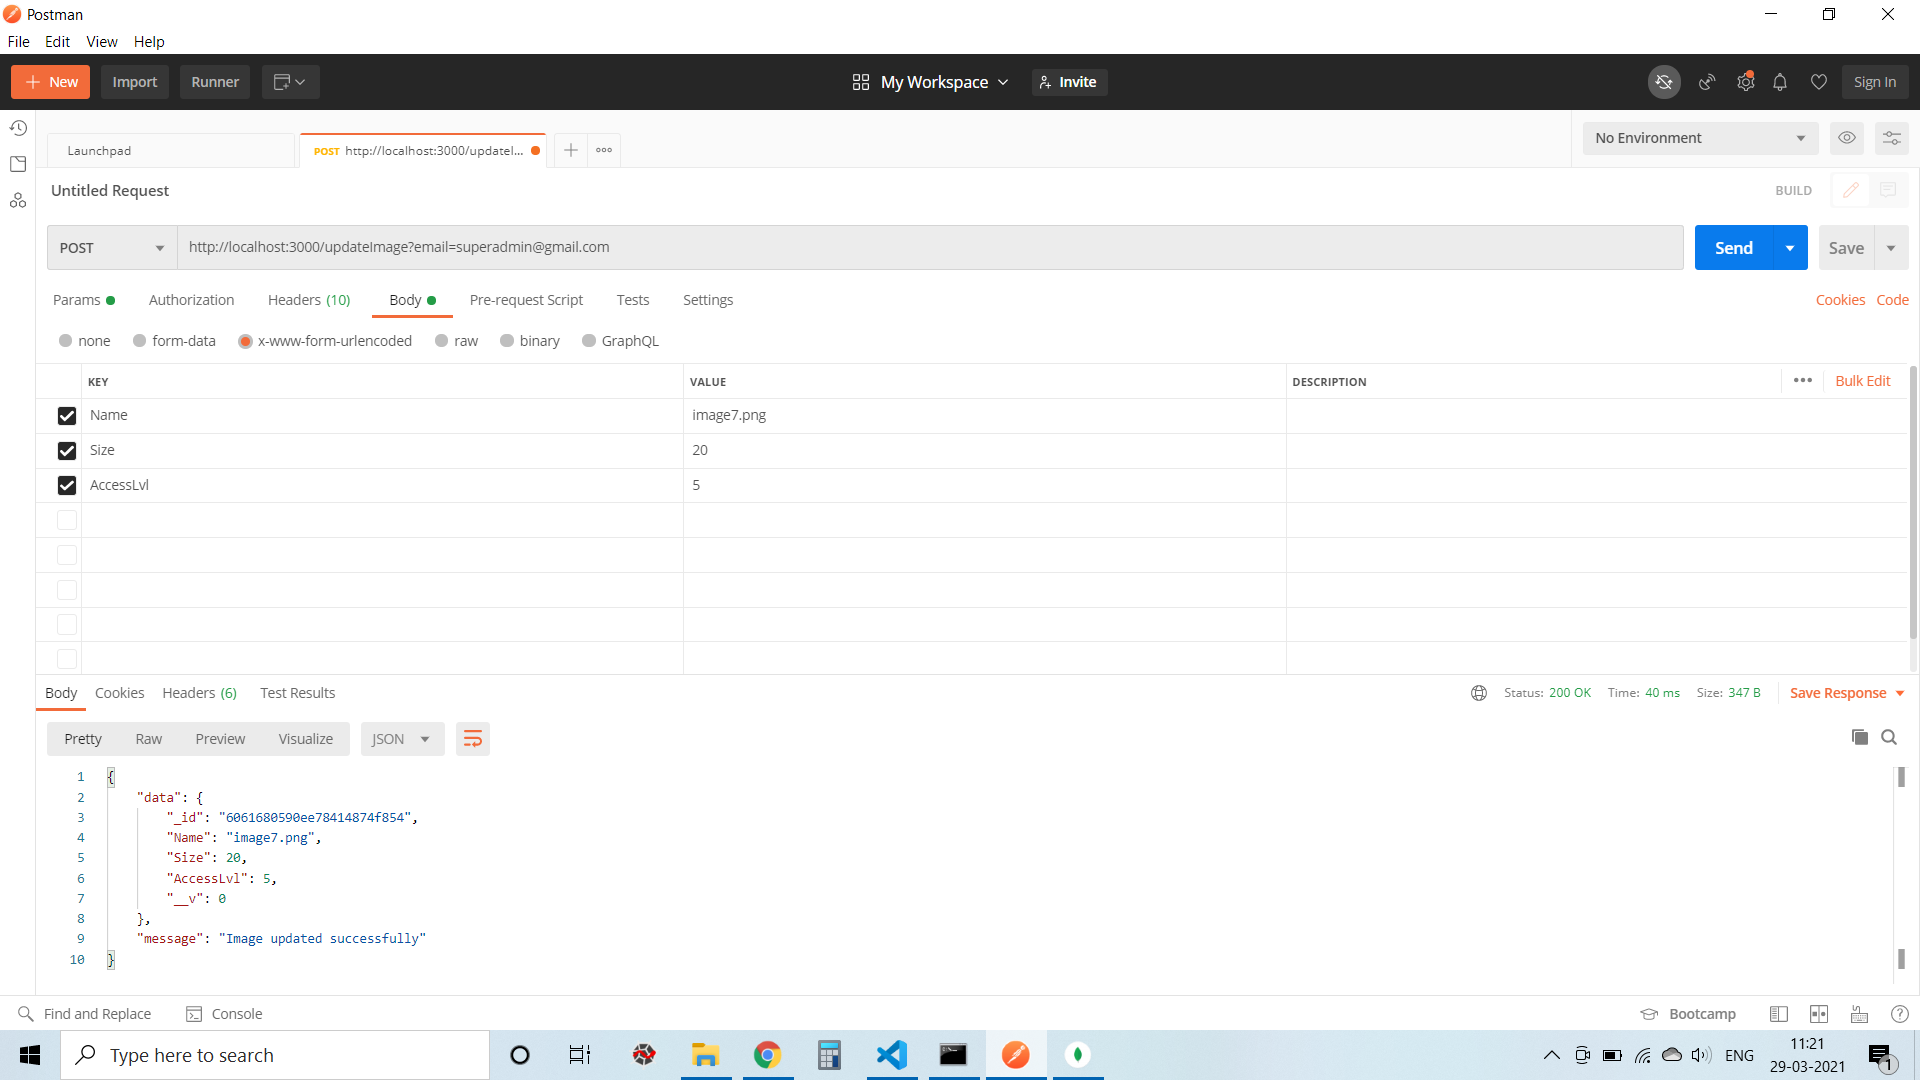 Postman
File Edit View Help
New Import Runner My Workspace Invite Sign In
Launchpad POST http://localhost:3000/updateI... No Environment
Untitled Request BUILD
POST http://localhost:3000/updateImage?email=superadmin@gmail.com Send Save
Params Authorization Headers (10) Body Pre-request Script Tests Settings Cookies Code
none form-data x-www-form-urlencoded raw binary GraphQL
KEY VALUE DESCRIPTION ••• Bulk Edit
Name image7.png
Size 20
AccessLvl 5
Body Cookies Headers (6) Test Results Status: 200 OK Time: 40 ms Size: 347 B Save Response
Pretty Raw Preview Visualize JSON
1 {
2 "data": {
3 "_id": "6061680590ee78414874f854",
4 "Name": "image7.png",
5 "Size": 20,
6 "AccessLvl": 5,
7 "__v": 0
8 },
9 "message": "Image updated successfully"
10 }
Find and Replace Console Bootcamp
Type here to search ENG 11:21
29-03-2021 1